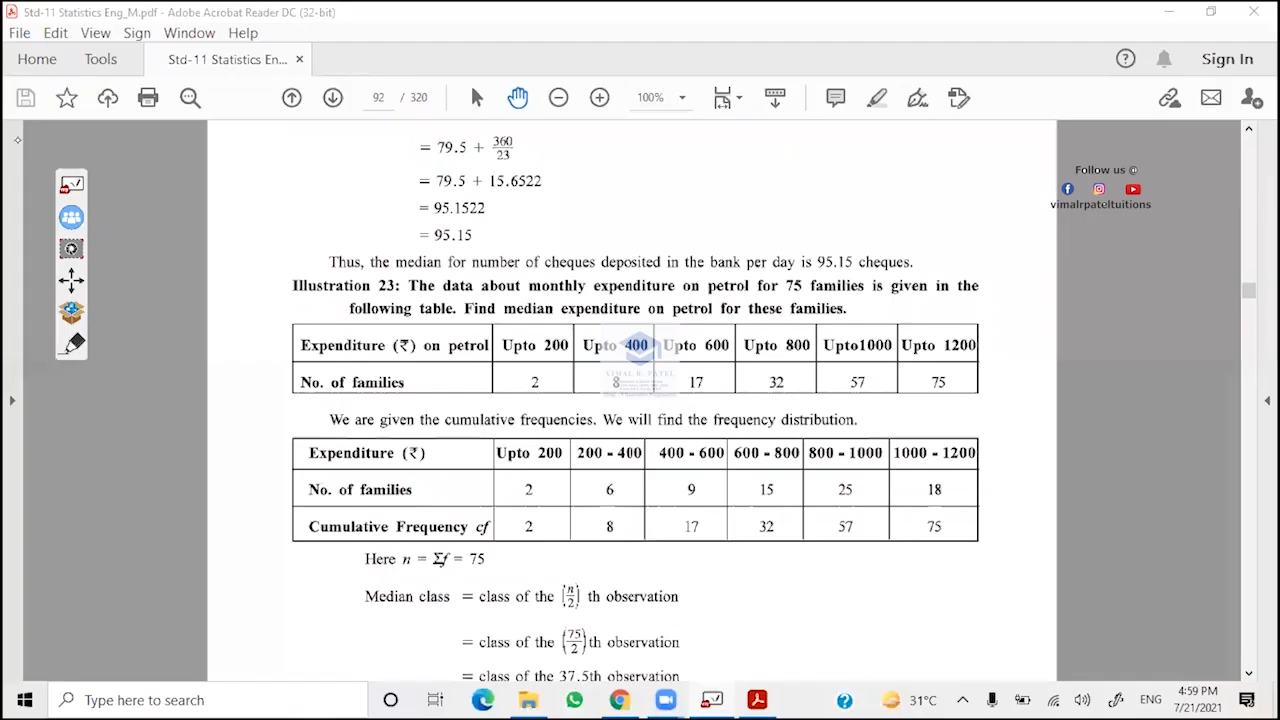 Std-11 Statistics Eng_M.pdf - Adobe Acrobat Reader DC (32-bit)
File Edit View Sign Window Help
Home Tools Std-11 Statistics En... × Sign In
92 / 320 100%
= 79.5 + 360/23
= 79.5 + 15.6522
= 95.1522
= 95.15
Follow us @
vimalrpateltuitions
Thus, the median for number of cheques deposited in the bank per day is 95.15 cheques.
Illustration 23: The data about monthly expenditure on petrol for 75 families is given in the
following table. Find median expenditure on petrol for these families.
Expenditure (₹) on petrol Upto 200 Upto 400 Upto 600 Upto 800 Upto1000 Upto 1200
No. of families 2 8 17 32 57 75
VIMAL R. PATEL
We are given the cumulative frequencies. We will find the frequency distribution.
Expenditure (₹) Upto 200 200 - 400 400 - 600 600 - 800 800 - 1000 1000 - 1200
No. of families 2 6 9 15 25 18
Cumulative Frequency cf 2 8 17 32 57 75
Here n = Σf = 75
Median class = class of the (n/2) th observation
= class of the (75/2)th observation
= class of the 37.5th observation
Type here to search 31°C ENG 4:59 PM
7/21/2021